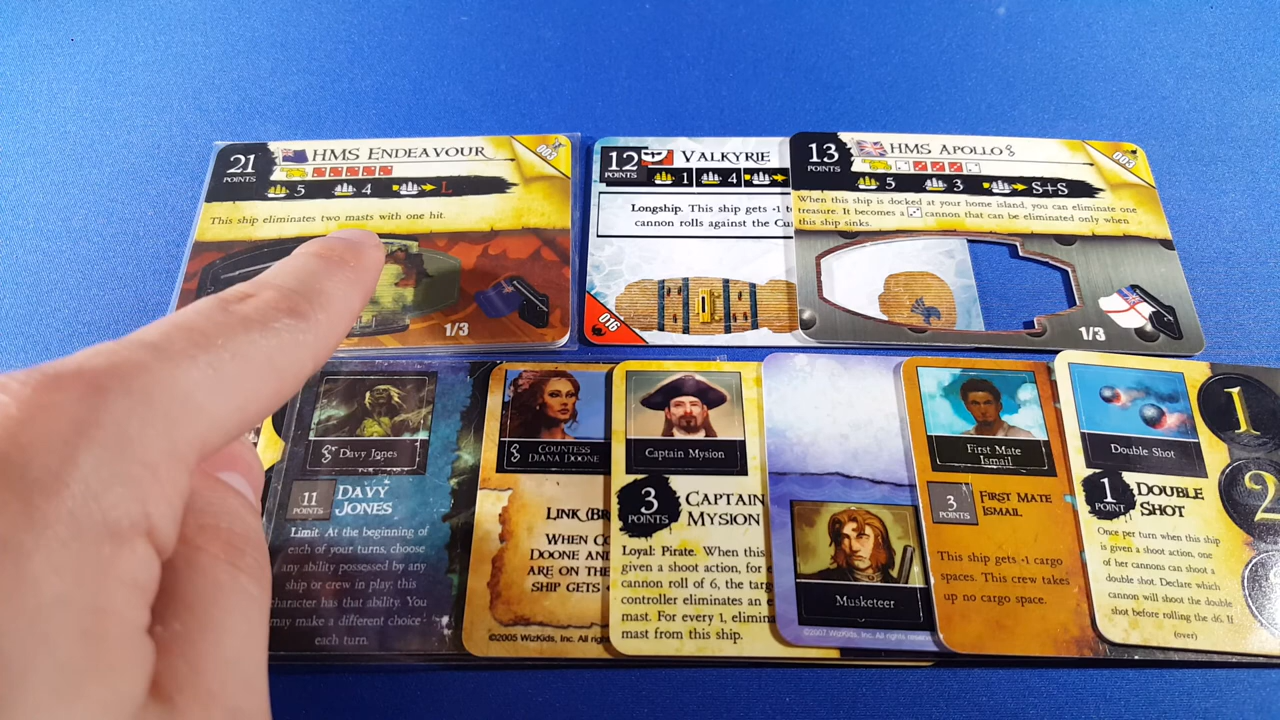 21
POINTS
HMS ENDEAVOUR
003
5 4 L
This ship eliminates two masts with one hit.
1/3
12
POINTS
VALKYRIE
1 4
Longship. This ship gets +1 t
cannon rolls against the Cu
016
13
POINTS
HMS APOLLO
003
5 3 S+S
When this ship is docked at your home island, you can eliminate one
treasure. It becomes a cannon that can be eliminated only when
this ship sinks.
1/3
Davy Jones
11
POINTS
DAVY
JONES
Limit. At the beginning of
each of your turns, choose
any ability possessed by any
ship or crew in play; this
character has that ability. You
may make a different choice
each turn.
COUNTESS
DIANA DOONE
LINK (BR
WHEN CO
DOONE AND
ARE ON THE
SHIP GETS
©2005 WizKids, Inc. All righ
Captain Mysion
3
POINTS
CAPTAIN
MYSION
Loyal: Pirate. When this
given a shoot action, for e
cannon roll of 6, the targ
controller eliminates an e
mast. For every 1, elimina
mast from this ship.
Musketeer
©2007 WizKids, Inc. All rights reserved
First Mate
Ismail
3
POINTS
FIRST MATE
ISMAIL
This ship gets -1 cargo
spaces. This crew takes
up no cargo space.
Double Shot
1
POINT
DOUBLE
SHOT
Once per turn when this ship
is given a shoot action, one
of her cannons can shoot a
double shot. Declare which
cannon will shoot the double
shot before rolling the d6. If
(over)
1
2